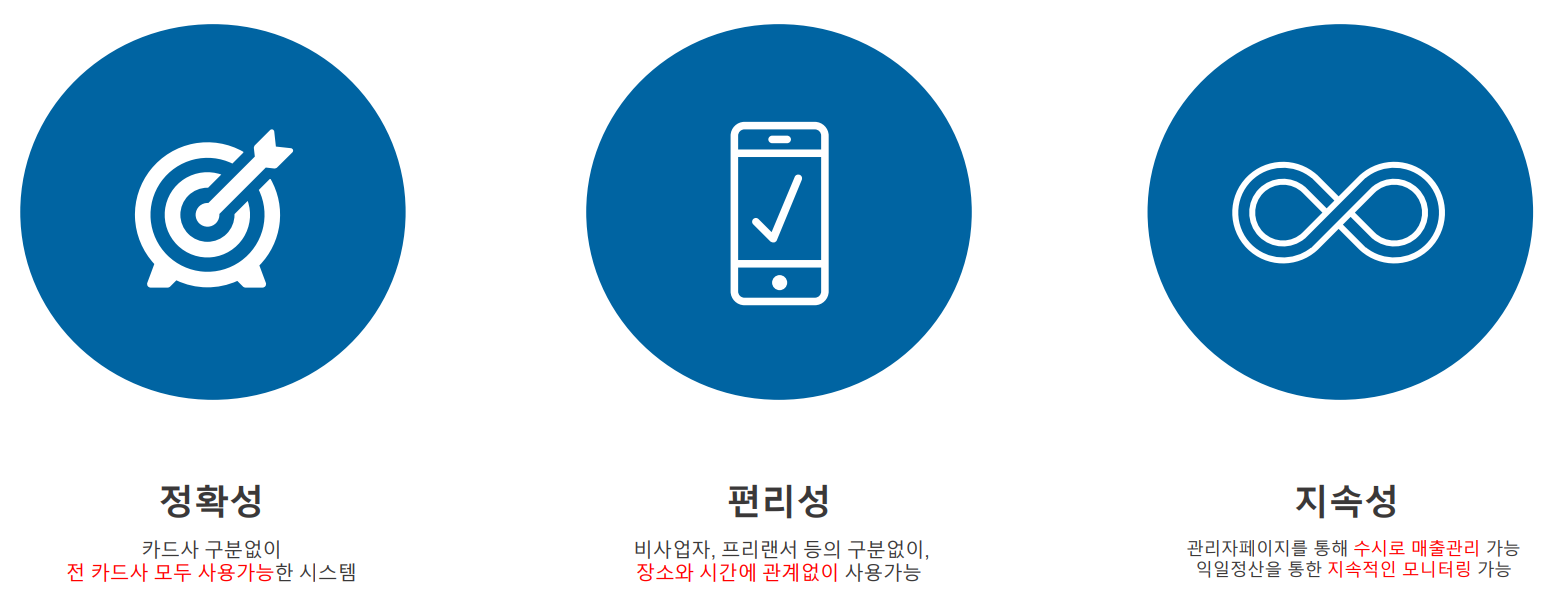 정확성
카드사 구분없이
전 카드사 모두 사용가능한 시스템
편리성
비사업자, 프리랜서 등의 구분없이,
장소와 시간에 관계없이 사용가능
지속성
관리자페이지를 통해 수시로 매출관리 가능
익일정산을 통한 지속적인 모니터링 가능